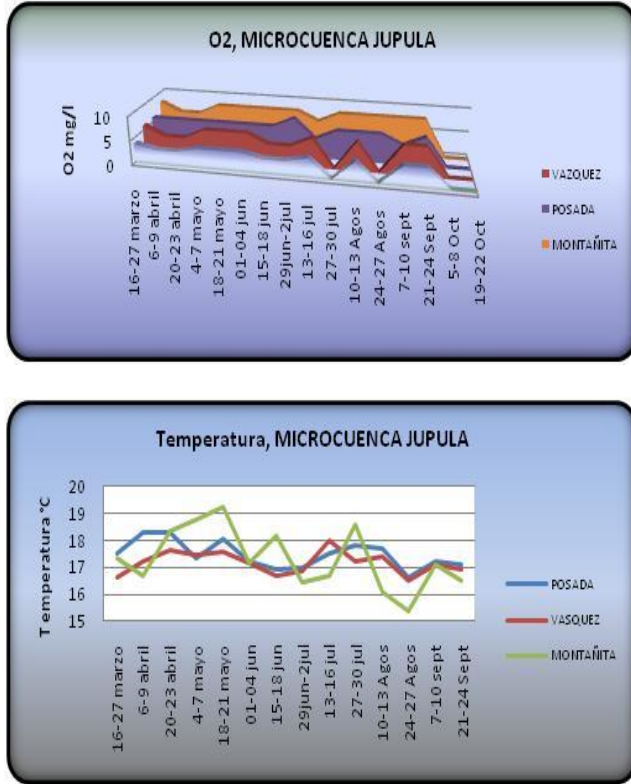 O2, MICROCUENCA JUPULA
O2 mg/l
10
5
0
16-27 marzo
6-9 abril
20-23 abril
4-7 mayo
18-21 mayo
01-04 jun
15-18 jun
29jun-2jul
13-16 jul
27-30 jul
10-13 Agos
24-27 Agos
7-10 sept
21-24 Sept
5-8 Oct
19-22 Oct
VAZQUEZ
POSADA
MONTAÑITA
Temperatura, MICROCUENCA JUPULA
Temperatura °C
20
19
18
17
16
15
16-27 marzo
6-9 abril
20-23 abril
4-7 mayo
18-21 mayo
01-04 jun
15-18 jun
29jun-2jul
13-16 jul
27-30 jul
10-13 Agos
24-27 Agos
7-10 sept
21-24 Sept
POSADA
VASQUEZ
MONTAÑITA